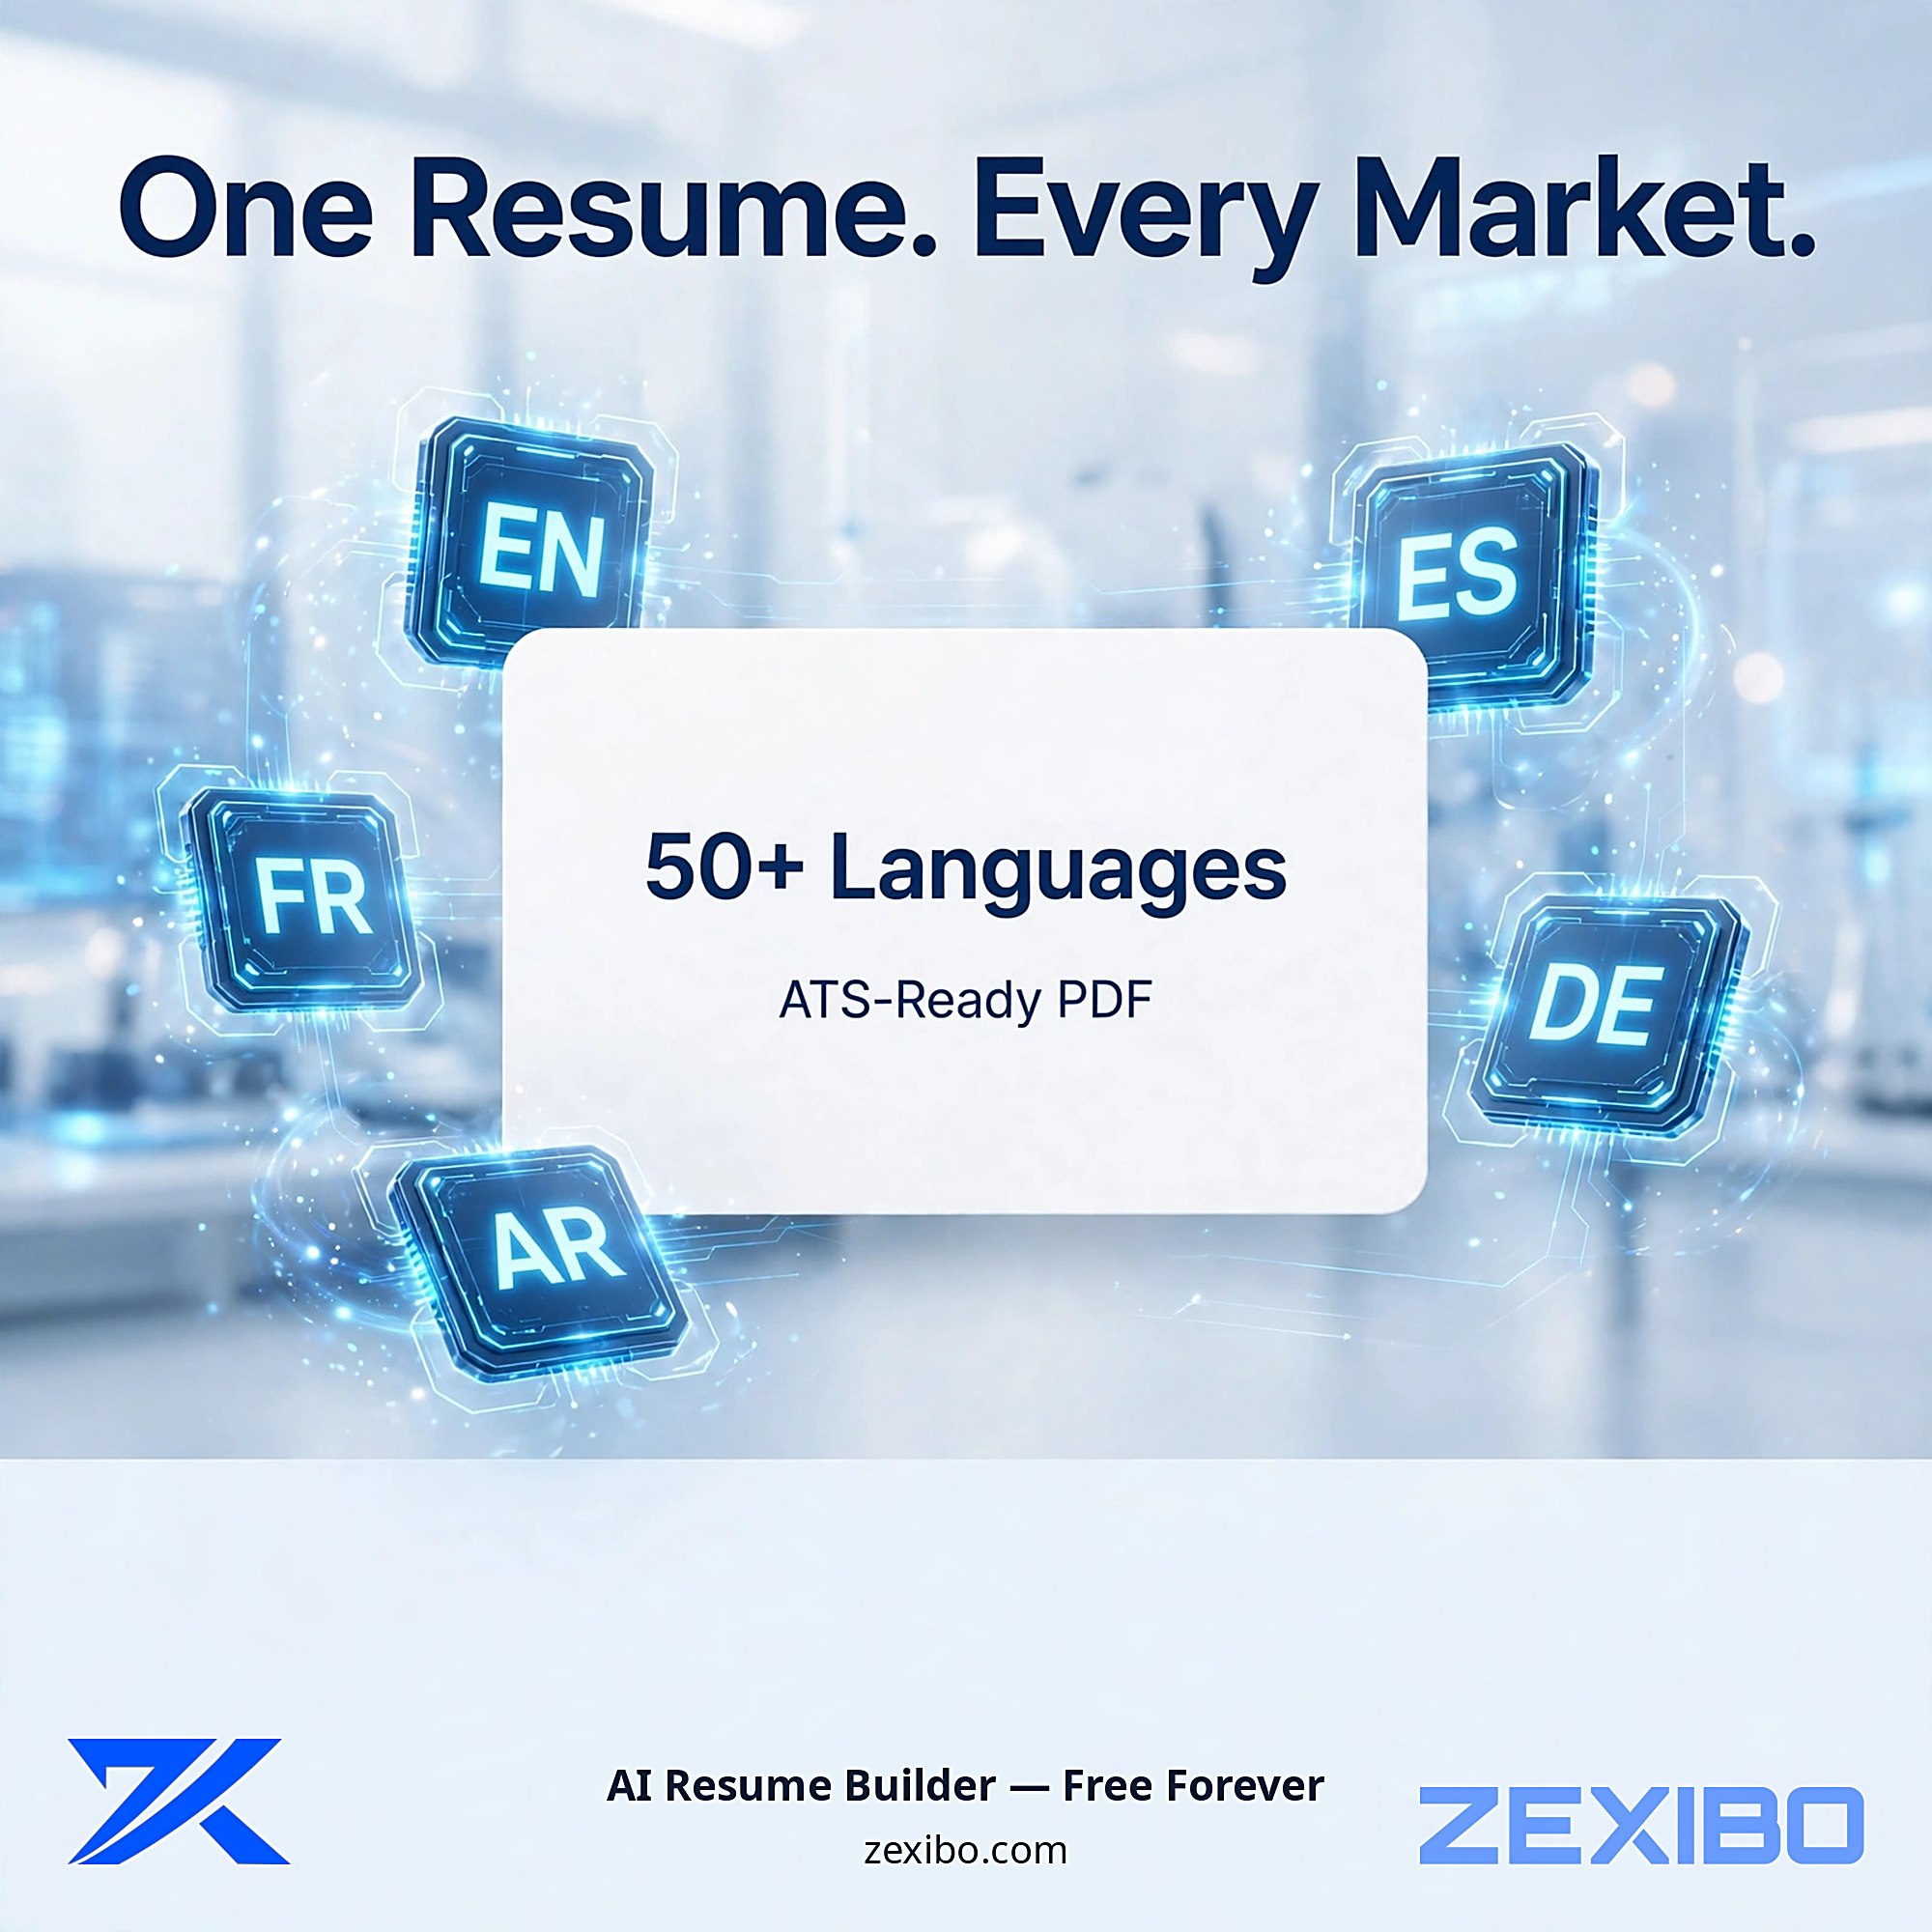 One Resume. Every Market.
EN
ES
FR
50+ Languages
ATS-Ready PDF
DE
AR
AI Resume Builder — Free Forever
zexibo.com
ZEXIBO